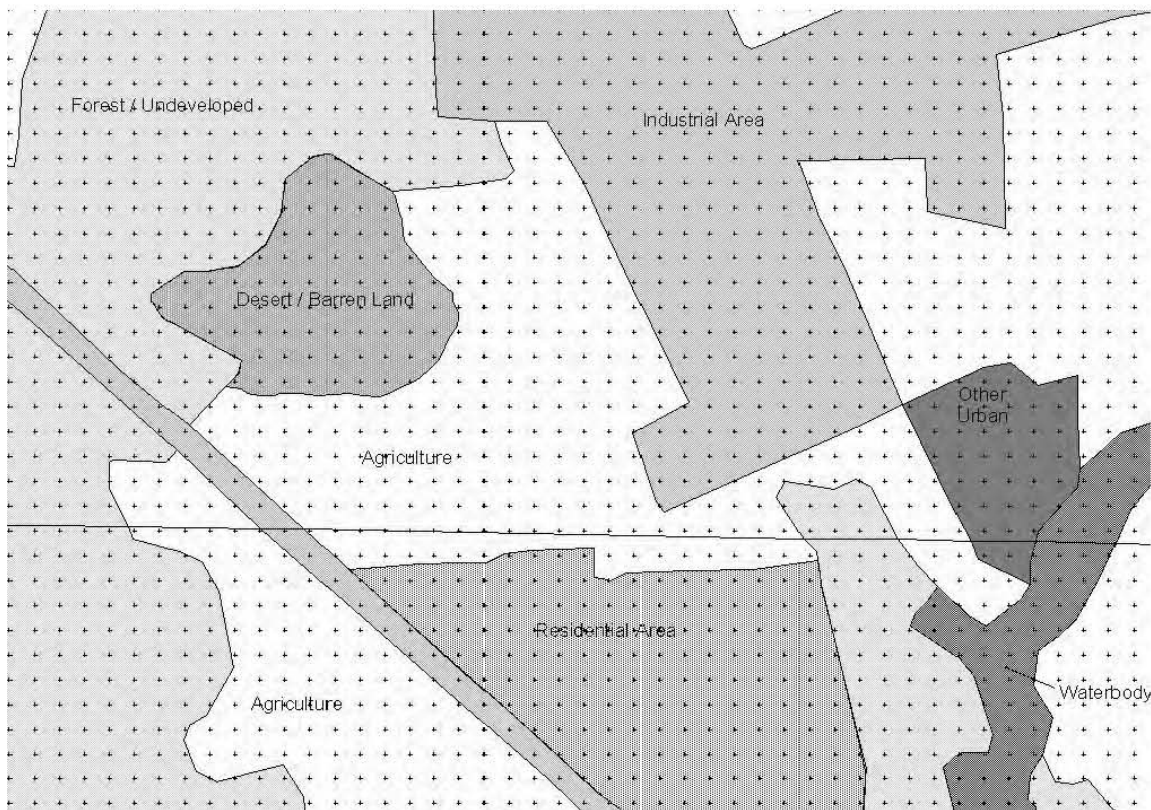 Forest / Undeveloped
Industrial Area
Desert / Barren Land
Other
Urban
Agriculture
Residential Area
Agriculture
Waterbody